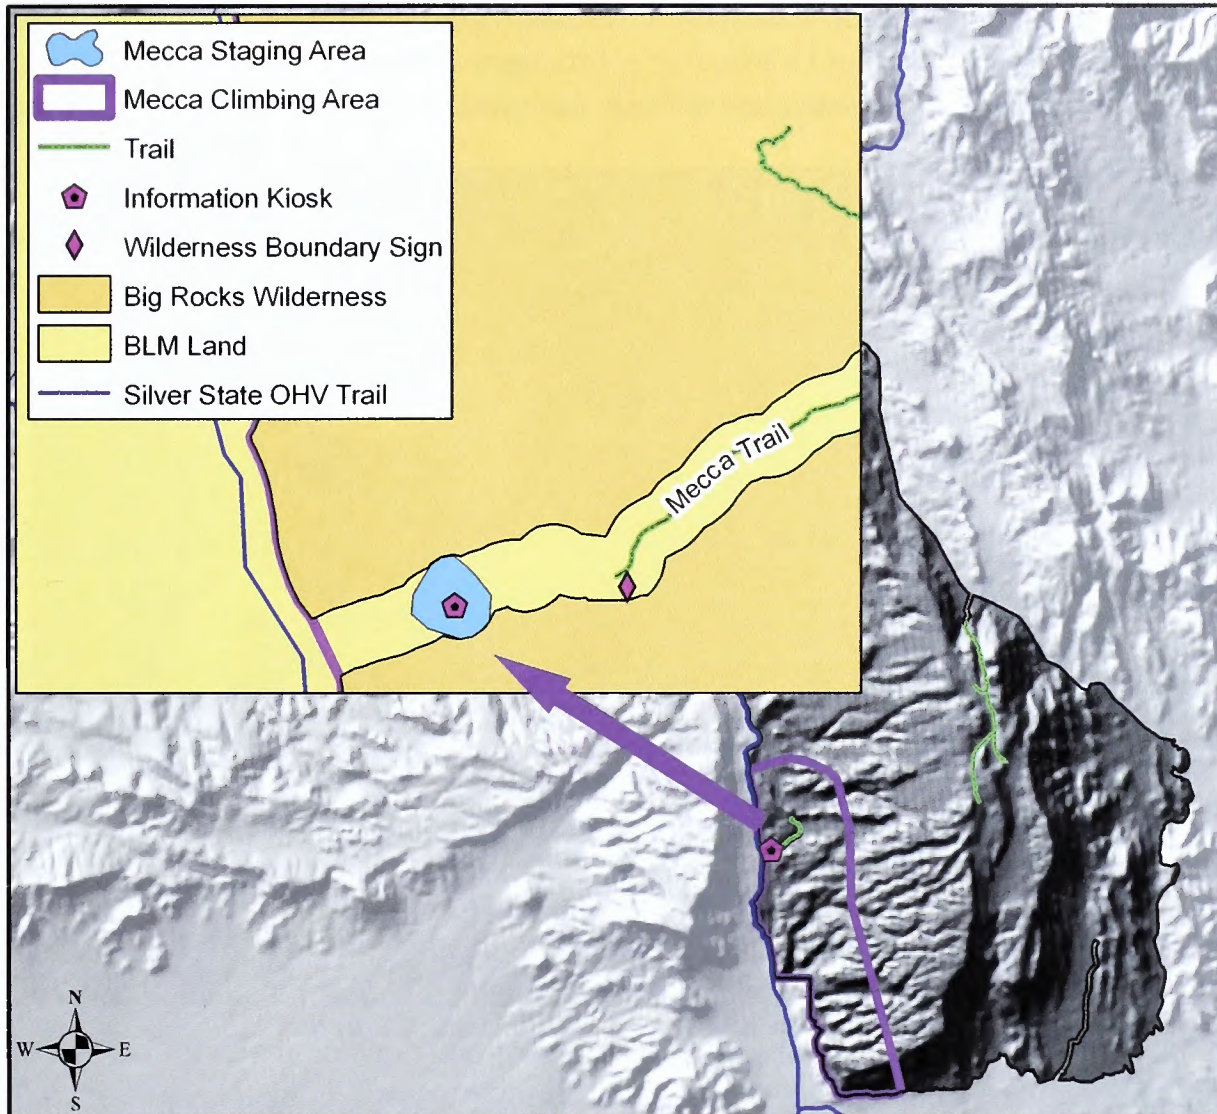 Mecca Staging Area
Mecca Climbing Area
Trail
Information Kiosk
Wilderness Boundary Sign
Big Rocks Wilderness
BLM Land
Silver State OHV Trail
Mecca Trail
N
W E
S